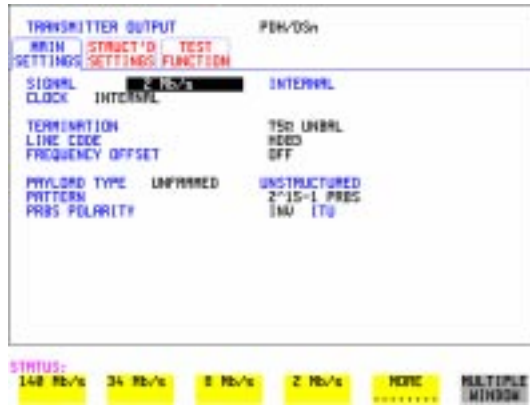 TRANSMITTER OUTPUT PDH/DSn
MAIN SETTINGS STRUCT'D SETTINGS TEST FUNCTION
SIGNAL 2 Mb/s INTERNAL
CLOCK INTERNAL
TERMINATION 75Ω UNBAL
LINE CODE HDB3
FREQUENCY OFFSET OFF
PAYLOAD TYPE UNFRAMED UNSTRUCTURED
PATTERN 2^15-1 PRBS
PRBS POLARITY INV ITU
STATUS:
140 Mb/s 34 Mb/s 8 Mb/s 2 Mb/s MORE ........ MULTIPLE WINDOW